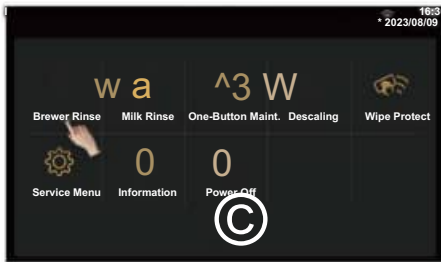 16:3
* 2023/08/09
w a ^3 W
Brewer Rinse Milk Rinse One-Button Maint. Descaling Wipe Protect
0 0
Service Menu Information Power Off
©